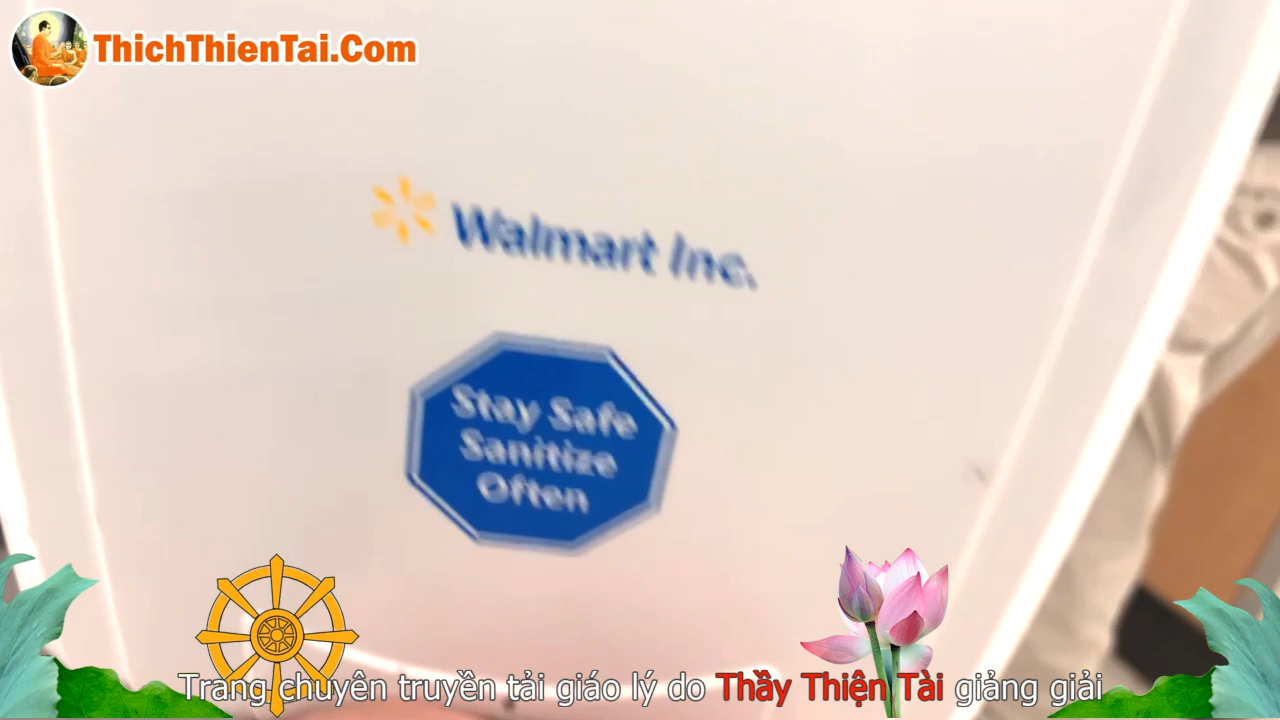 ThichThienTai.Com
Walmart Inc.
Stay Safe
Sanitize
Often
Trang chuyên truyền tải giáo lý do Thầy Thiện Tài giảng giải